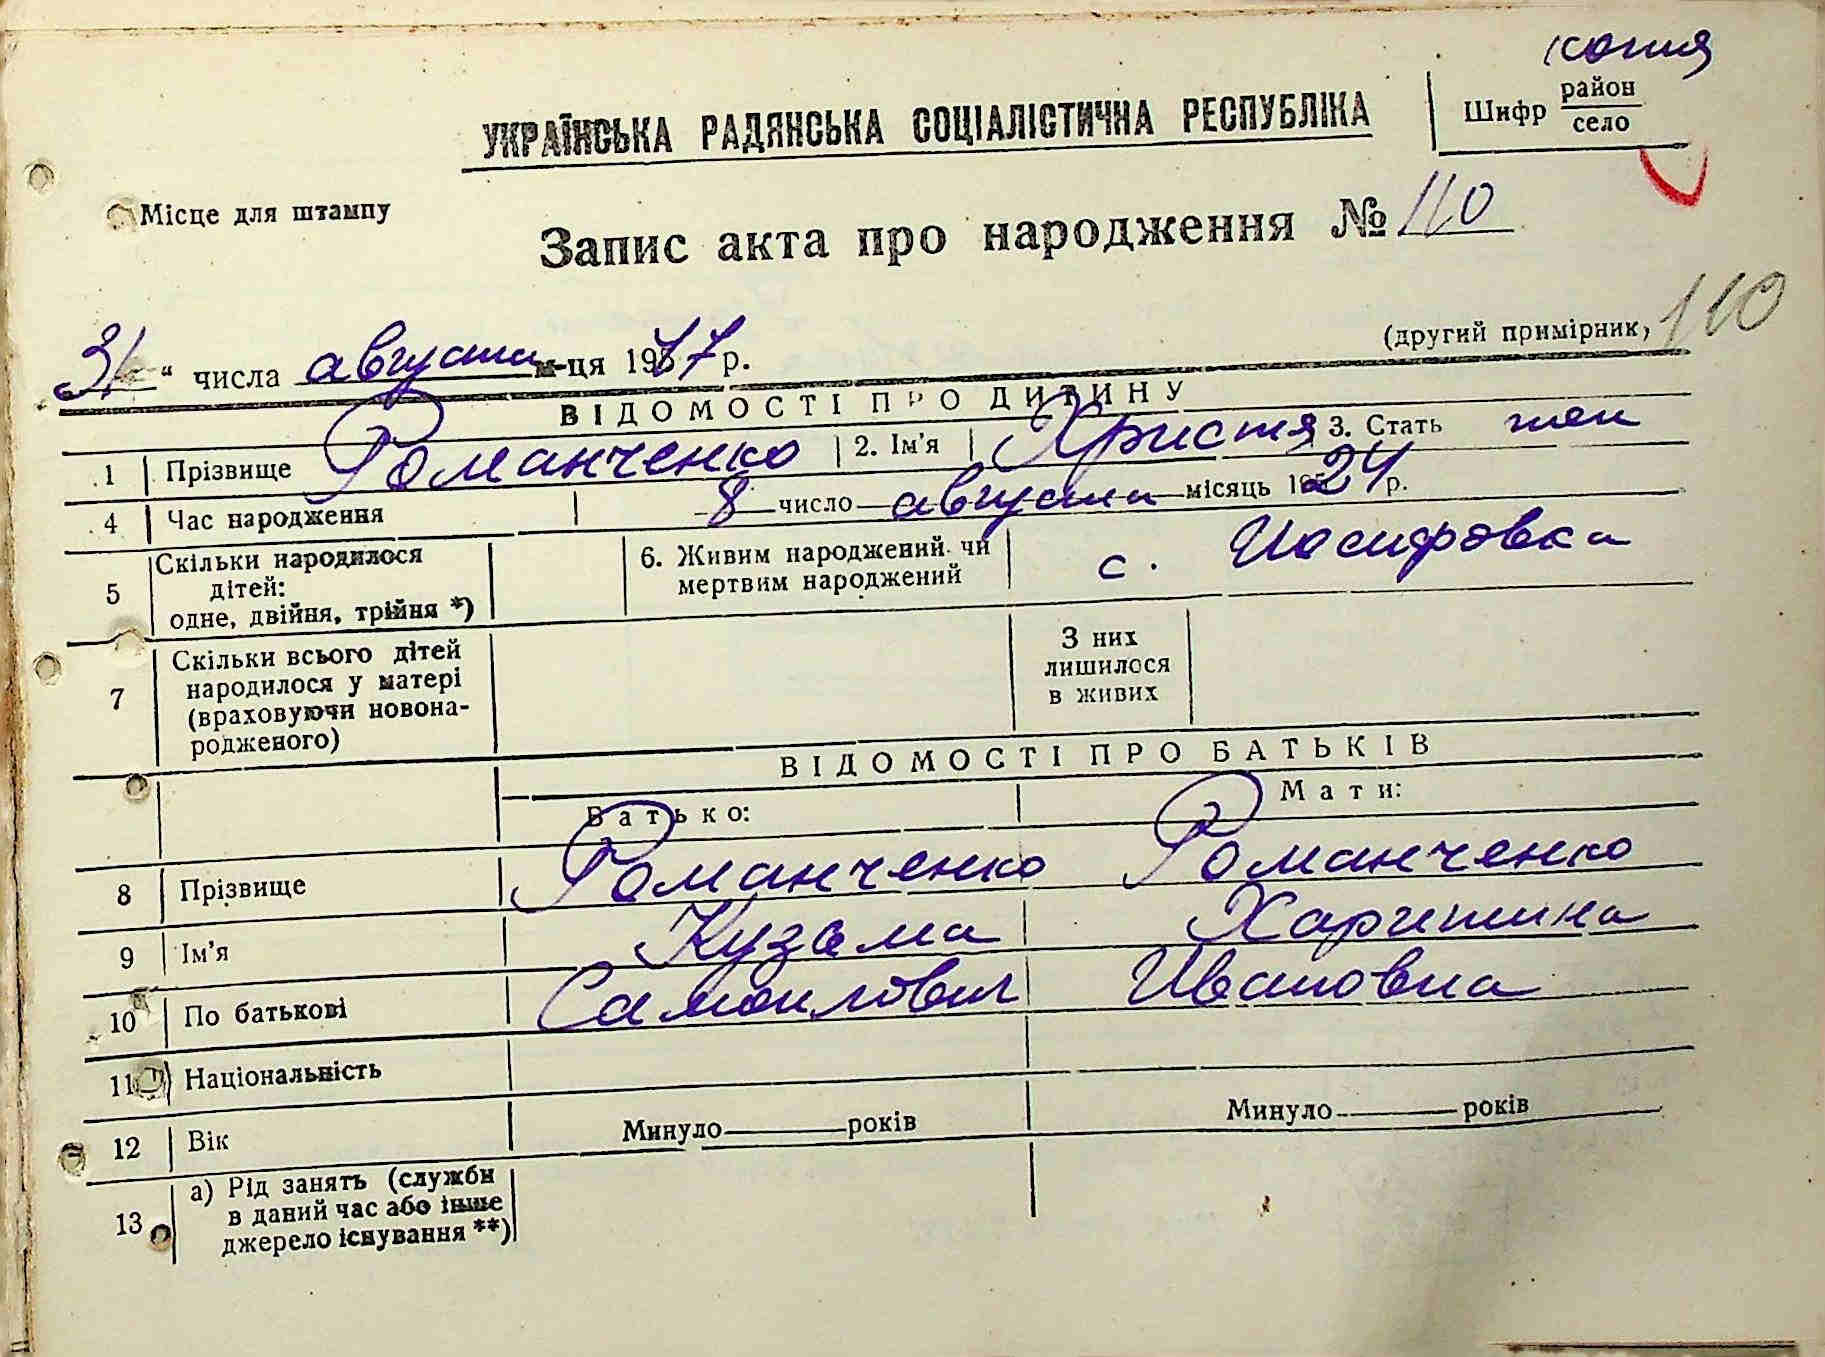 копия
Шифр район
село
УКРАЇНСЬКА РАДЯНСЬКА СОЦІАЛІСТИЧНА РЕСПУБЛІКА
Місце для штампу
Запис акта про народження № 110
(другий примірник) 110
31 " числа августа м-ця 1977 р.
ВІДОМОСТІ ПРО ДИТИНУ
1 Прізвище Романченко 2. Ім'я Христя 3. Стать жен
4 Час народження 8 число августа місяць 1924 р.
5 Скільки народилося дітей: одне, двійня, трійня *) 6. Живим народжений чи мертвим народжений с. Иосифовка
7 Скільки всього дітей народилося у матері (враховуючи новонародженого) З них лишилося в живих
ВІДОМОСТІ ПРО БАТЬКІВ
Батько: Мати:
8 Прізвище Романченко Романченко
9 Ім'я Кузьма Харитина
10 По батькові Самойлович Ивановна
11 Національність
12 Вік Минуло років Минуло років
13 а) Рід занять (служби в даний час або інше джерело існування **)